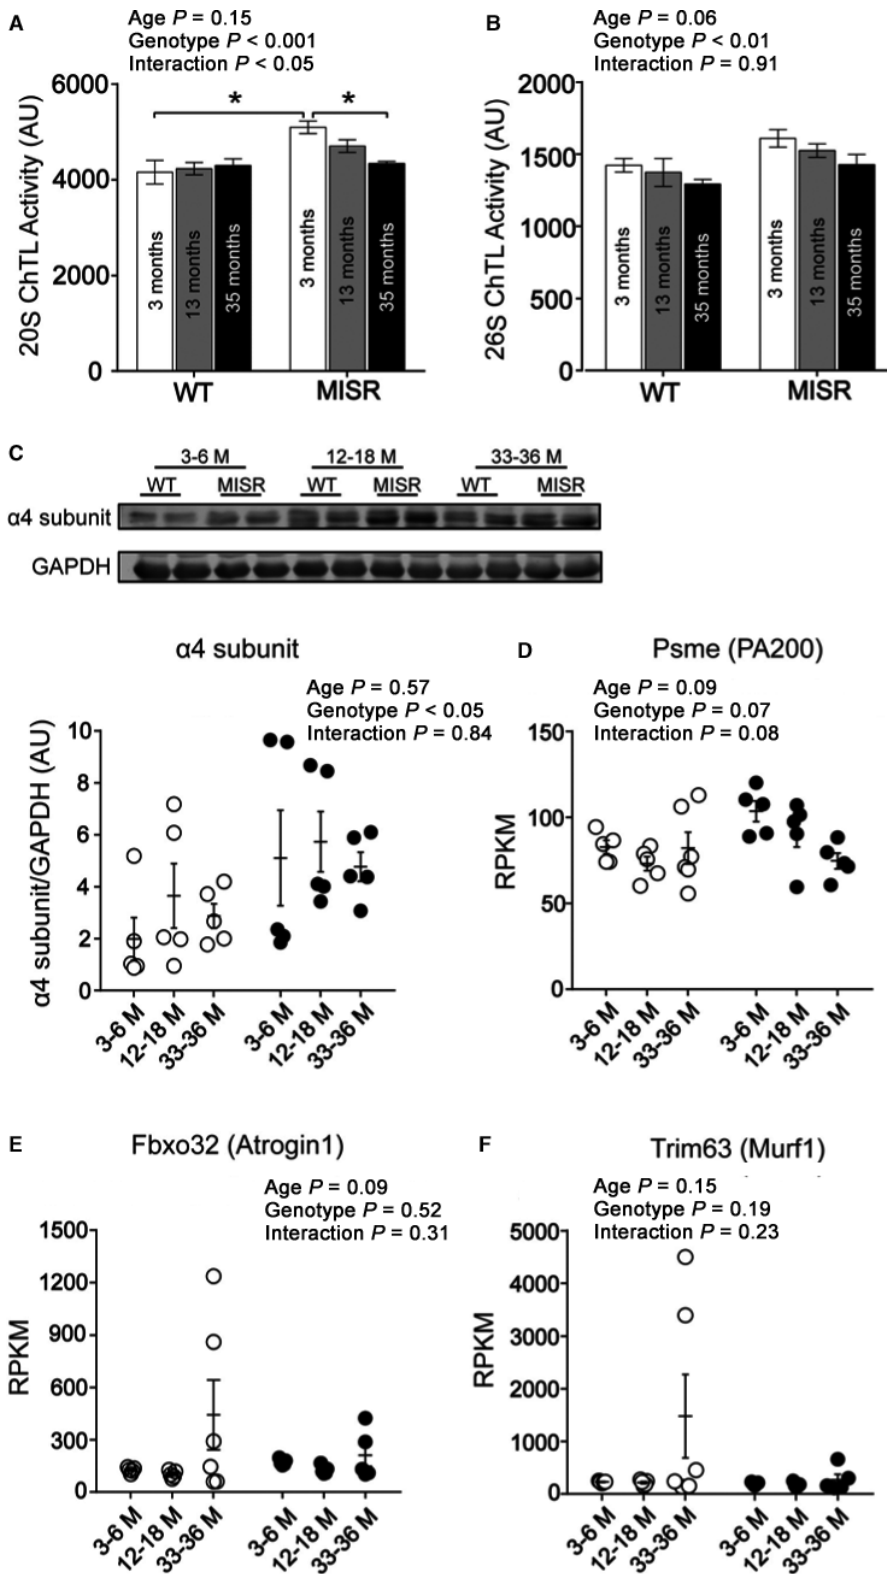 A
Age P = 0.15
Genotype P < 0.001
Interaction P < 0.05
20S ChTL Activity (AU)
6000
4000
2000
0
*
*
3 months
13 months
35 months
3 months
13 months
35 months
WT
MISR
B
Age P = 0.06
Genotype P < 0.01
Interaction P = 0.91
26S ChTL Activity (AU)
2000
1500
1000
500
0
3 months
13 months
35 months
3 months
13 months
35 months
WT
MISR
C
3-6 M
12-18 M
33-36 M
WT
MISR
WT
MISR
WT
MISR
α4 subunit
GAPDH
α4 subunit
Age P = 0.57
Genotype P < 0.05
Interaction P = 0.84
α4 subunit/GAPDH (AU)
10
8
6
4
2
0
3-6 M
12-18 M
33-36 M
3-6 M
12-18 M
33-36 M
D
Psme (PA200)
Age P = 0.09
Genotype P = 0.07
Interaction P = 0.08
RPKM
150
100
50
0
3-6 M
12-18 M
33-36 M
3-6 M
12-18 M
33-36 M
E
Fbxo32 (Atrogin1)
Age P = 0.09
Genotype P = 0.52
Interaction P = 0.31
RPKM
1500
1200
900
600
300
0
3-6 M
12-18 M
33-36 M
3-6 M
12-18 M
33-36 M
F
Trim63 (Murf1)
Age P = 0.15
Genotype P = 0.19
Interaction P = 0.23
RPKM
5000
4000
3000
2000
1000
0
3-6 M
12-18 M
33-36 M
3-6 M
12-18 M
33-36 M